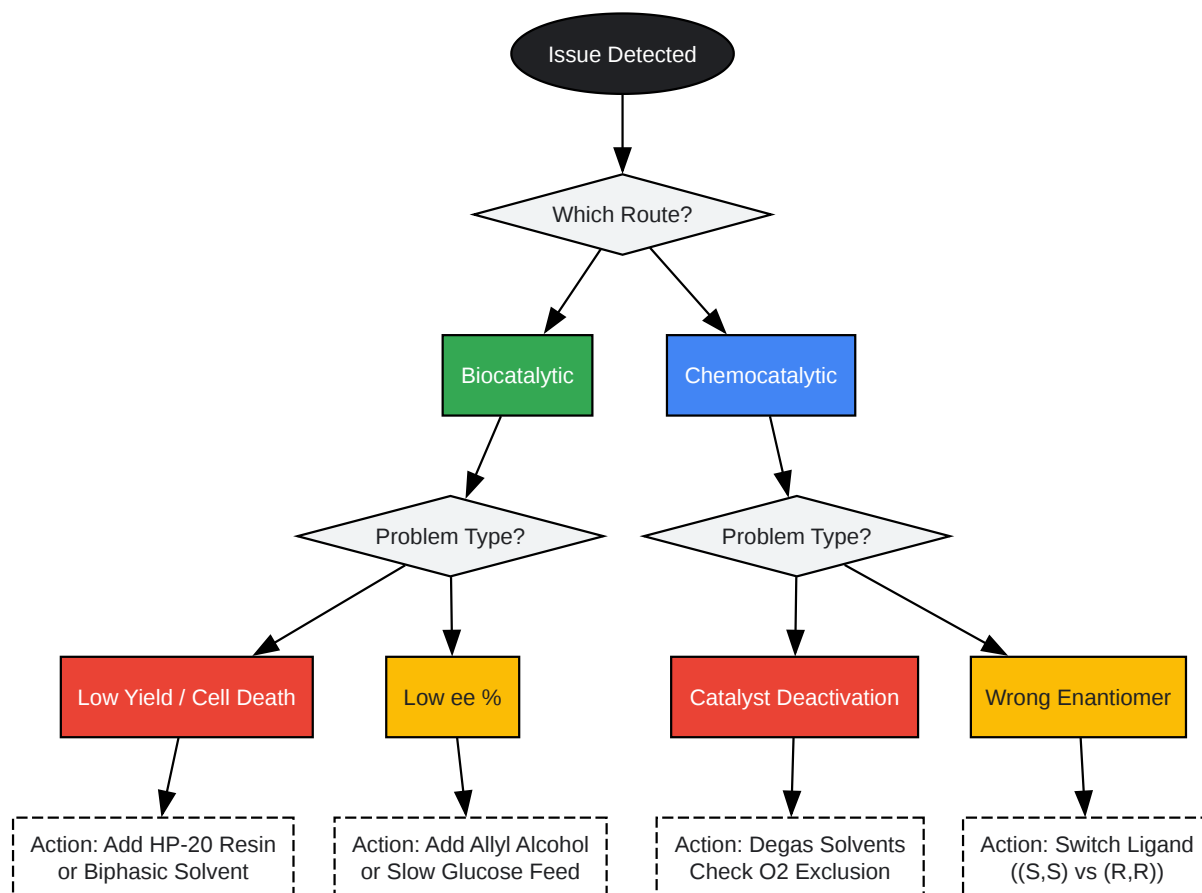 Issue Detected
Which Route?
Biocatalytic
Chemocatalytic
Problem Type?
Problem Type?
Low Yield / Cell Death
Low ee %
Catalyst Deactivation
Wrong Enantiomer
Action: Add HP-20 Resin
or Biphasic Solvent
Action: Add Allyl Alcohol
or Slow Glucose Feed
Action: Degas Solvents
Check O2 Exclusion
Action: Switch Ligand
((S,S) vs (R,R))